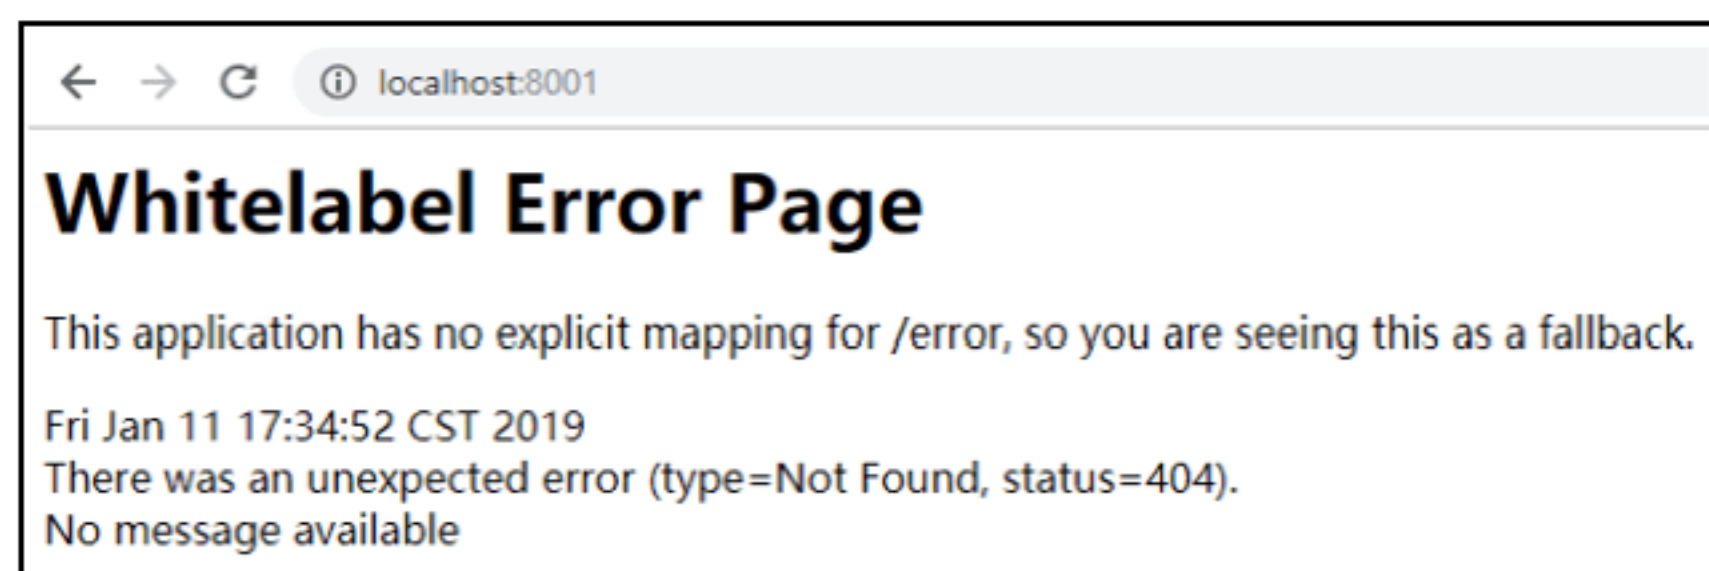 localhost:8001
Whitelabel Error Page
This application has no explicit mapping for /error, so you are seeing this as a fallback.
Fri Jan 11 17:34:52 CST 2019
There was an unexpected error (type=Not Found, status=404).
No message available